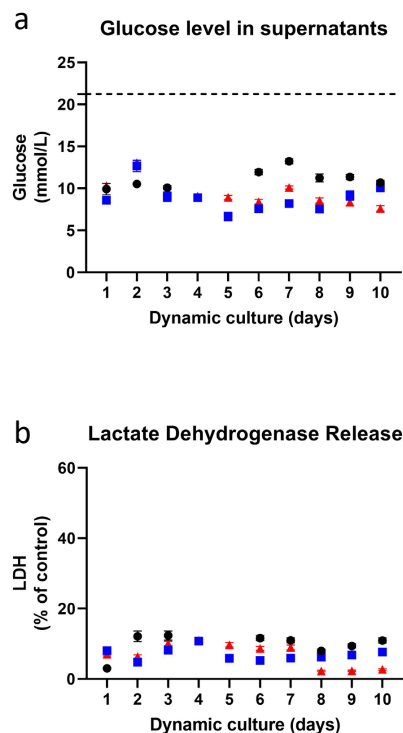 a
Glucose level in supernatants
25
20
15
10
5
0
Glucose
(mmol/L)
1 2 3 4 5 6 7 8 9 10
Dynamic culture (days)
b
Lactate Dehydrogenase Release
60
40
20
0
LDH
(% of control)
1 2 3 4 5 6 7 8 9 10
Dynamic culture (days)